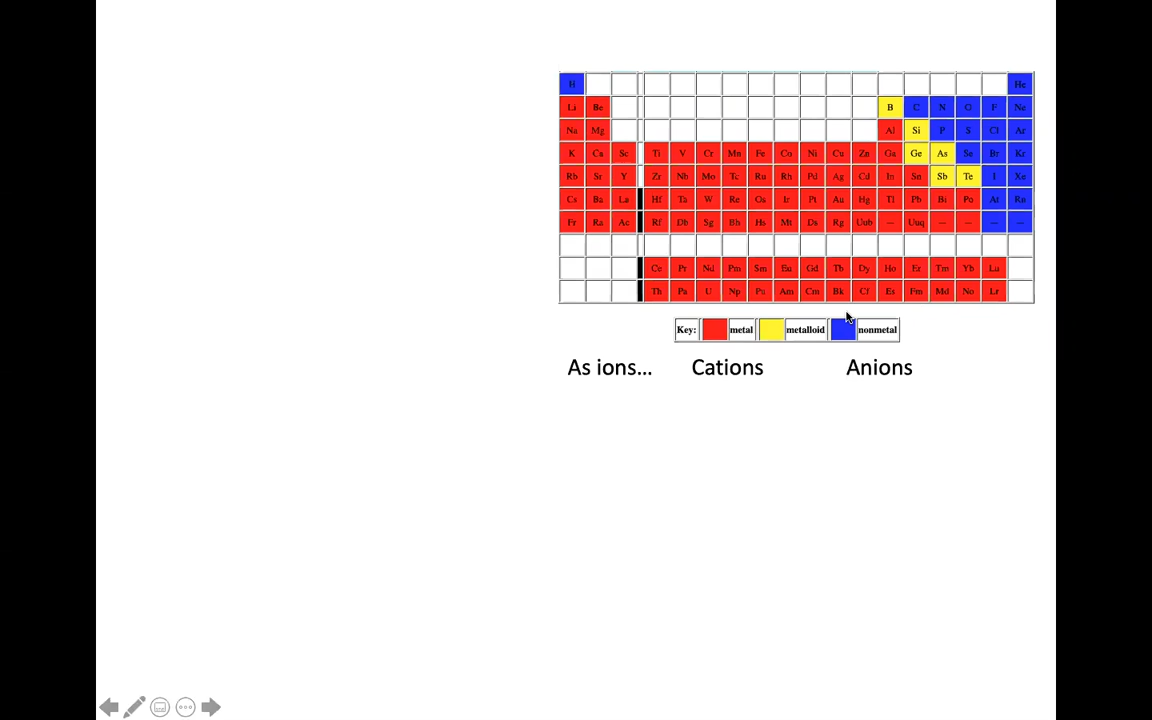 H He
Li Be B C N O F Ne
Na Mg Al Si P S Cl Ar
K Ca Sc Ti V Cr Mn Fe Co Ni Cu Zn Ga Ge As Se Br Kr
Rb Sr Y Zr Nb Mo Tc Ru Rh Pd Ag Cd In Sn Sb Te I Xe
Cs Ba La Hf Ta W Re Os Ir Pt Au Hg Tl Pb Bi Po At Rn
Fr Ra Ac Rf Db Sg Bh Hs Mt Ds Rg Uub — Uuq — — — —
Ce Pr Nd Pm Sm Eu Gd Tb Dy Ho Er Tm Yb Lu
Th Pa U Np Pu Am Cm Bk Cf Es Fm Md No Lr
Key: metal metalloid nonmetal
As ions... Cations Anions